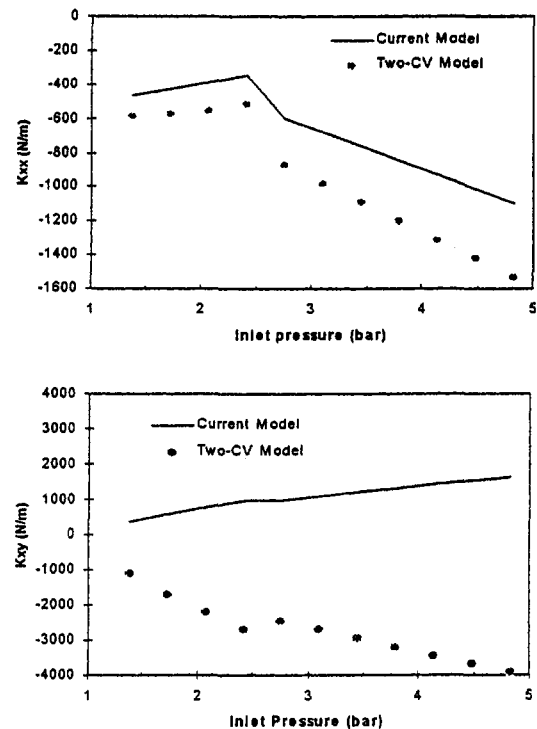 0
-200
-400
-600
-800
-1000
-1200
-1400
-1600
Kxx (N/m)
Current Model
Two-CV Model
1 2 3 4 5
Inlet pressure (bar)
4000
3000
2000
1000
0
-1000
-2000
-3000
-4000
Kxy (N/m)
Current Model
Two-CV Model
1 2 3 4 5
Inlet Pressure (bar)